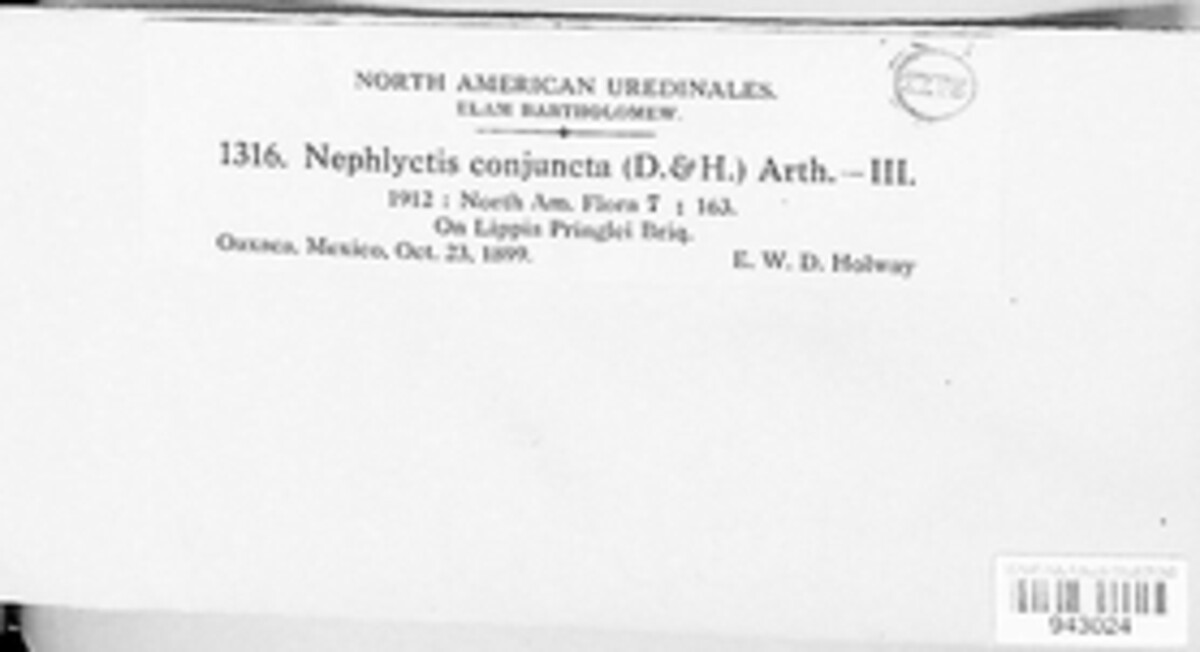 NORTH AMERICAN UREDINALES.
ELAM BARTHOLOMEW.
1316. Nephlyctis conjuncta (D.&H.) Arth. — III.
1912 : North Am. Flora 7 : 163.
On Lippia Pringlei Briq.
Oaxaca, Mexico, Oct. 23, 1899.
E. W. D. Holway
943024